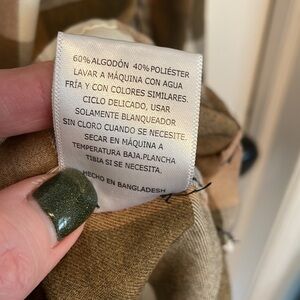 60% ALGODÓN 40% POLIÉSTER
LAVAR A MÁQUINA CON AGUA
FRÍA Y CON COLORES SIMILARES.
CICLO DELICADO, USAR
SOLAMENTE BLANQUEADOR
SIN CLORO CUANDO SE NECESITE.
SECAR EN MÁQUINA A
TEMPERATURA BAJA.PLANCHA
TIBIA SI SE NECESITA.
HECHO EN BANGLADESH